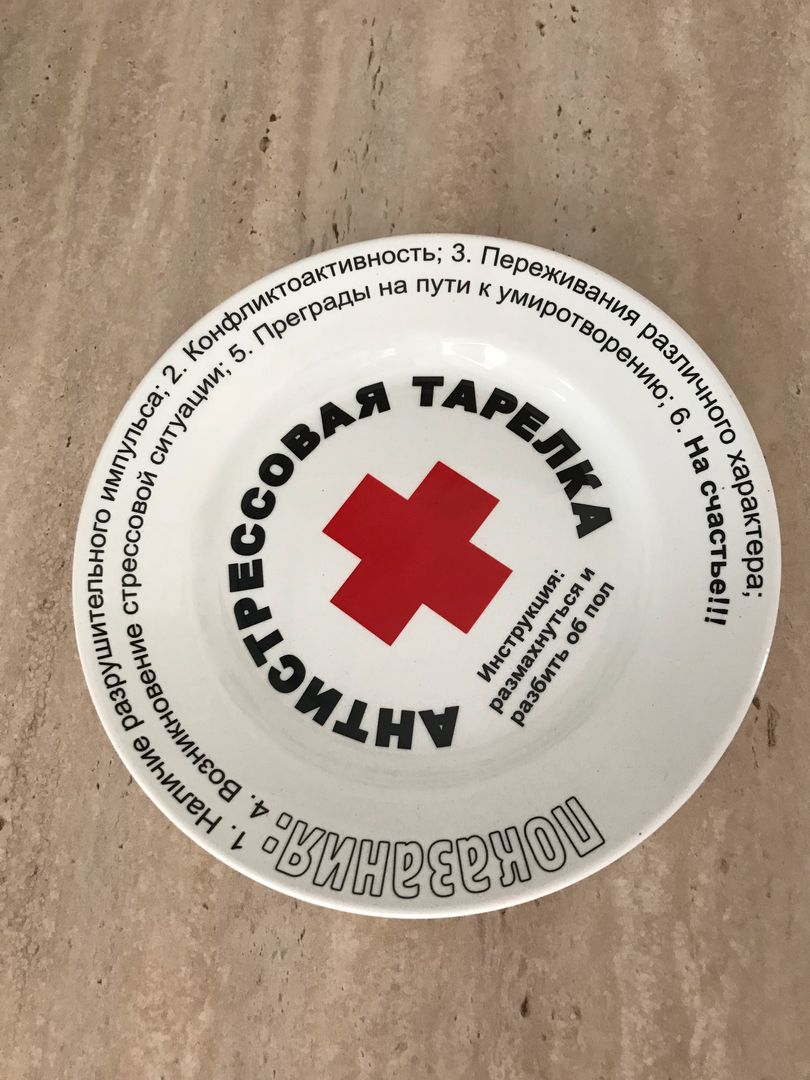 Показания:
1. Наличие разрушительного импульса; 2. Конфликтоактивность; 3. Переживания различного характера;
4. Возникновение стрессовой ситуации; 5. Преграды на пути к умиротворению; 6. На счастье!!!
АНТИСТРЕССОВАЯ ТАРЕЛКА
Инструкция:
размахнуться и
разбить об пол